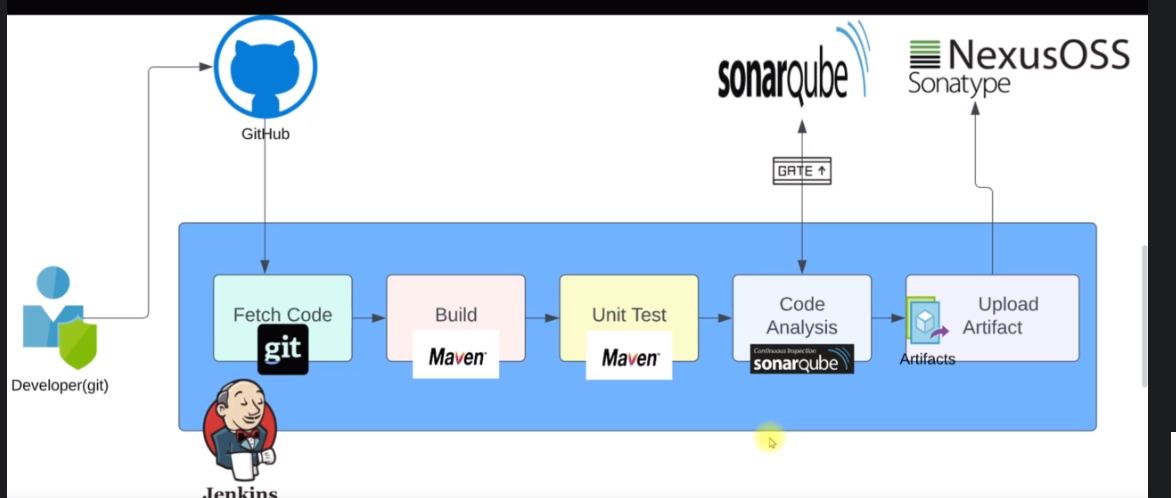 GitHub
sonarqube
NexusOSS
Sonatype
GATE ↑
Fetch Code
git
Build
Maven
Unit Test
Maven
Code
Analysis
Continuous Inspection
sonarqube
Upload
Artifact
Artifacts
Developer(git)
Jenkins